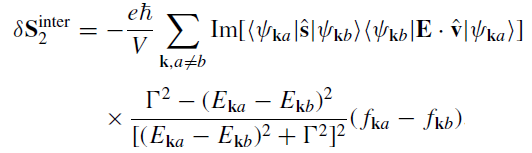 δS₂^inter = − eħ/V ∑_{k,a≠b} Im[⟨ψ_ka|ŝ|ψ_kb⟩⟨ψ_kb|E · v̂|ψ_ka⟩]
× Γ² − (E_ka − E_kb)² / [(E_ka − E_kb)² + Γ²]² (f_ka − f_kb)